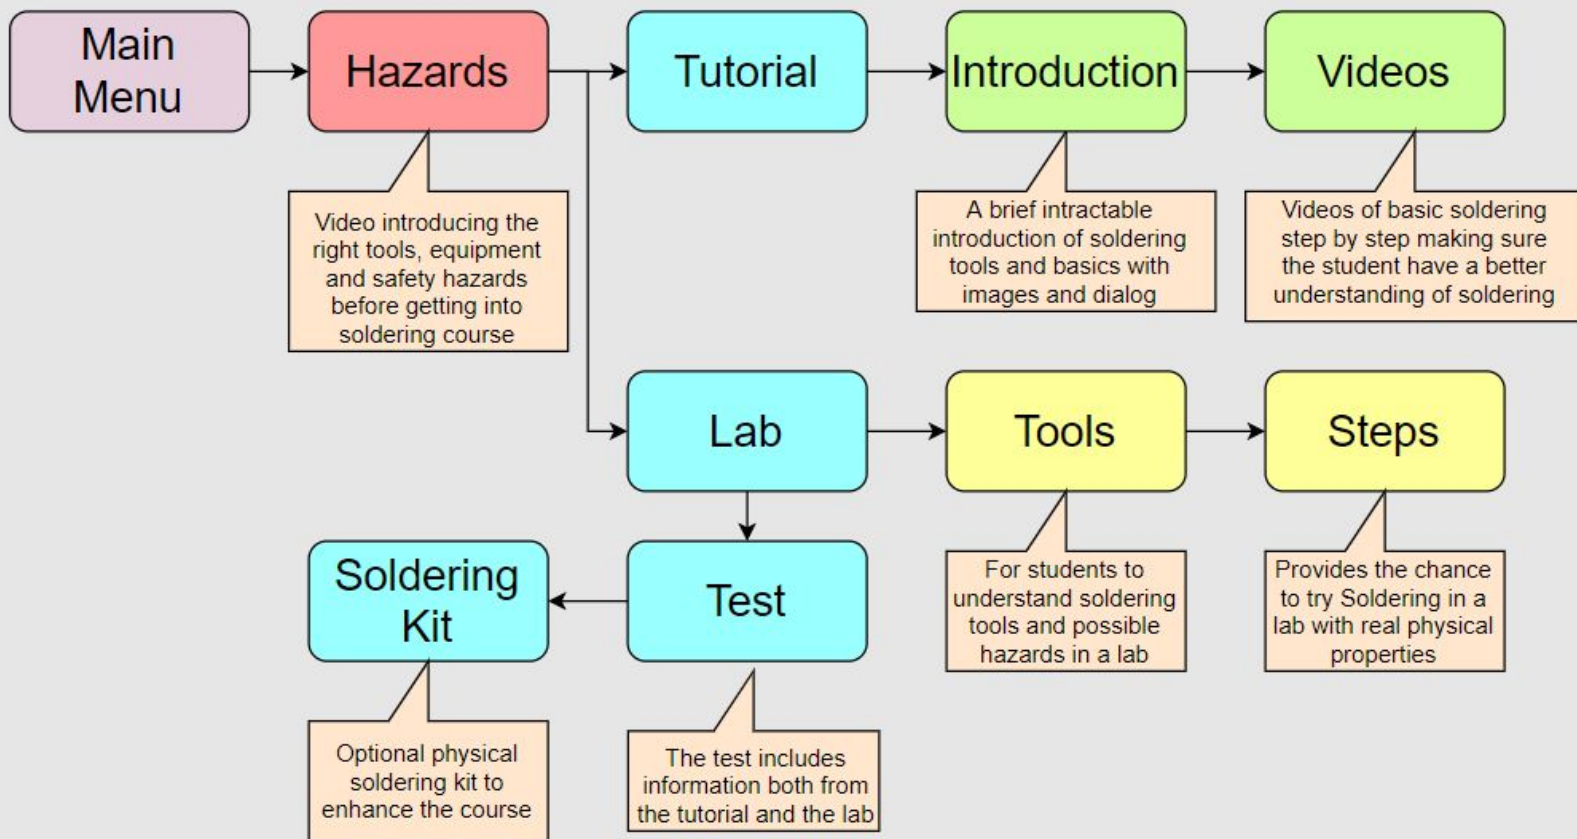 Main
Menu
Hazards
Tutorial
Introduction
Videos
Video introducing the
right tools, equipment
and safety hazards
before getting into
soldering course
A brief intractable
introduction of soldering
tools and basics with
images and dialog
Videos of basic soldering
step by step making sure
the student have a better
understanding of soldering
Lab
Tools
Steps
Soldering
Kit
Test
For students to
understand soldering
tools and possible
hazards in a lab
Provides the chance
to try Soldering in a
lab with real physical
properties
Optional physical
soldering kit to
enhance the course
The test includes
information both from
the tutorial and the lab